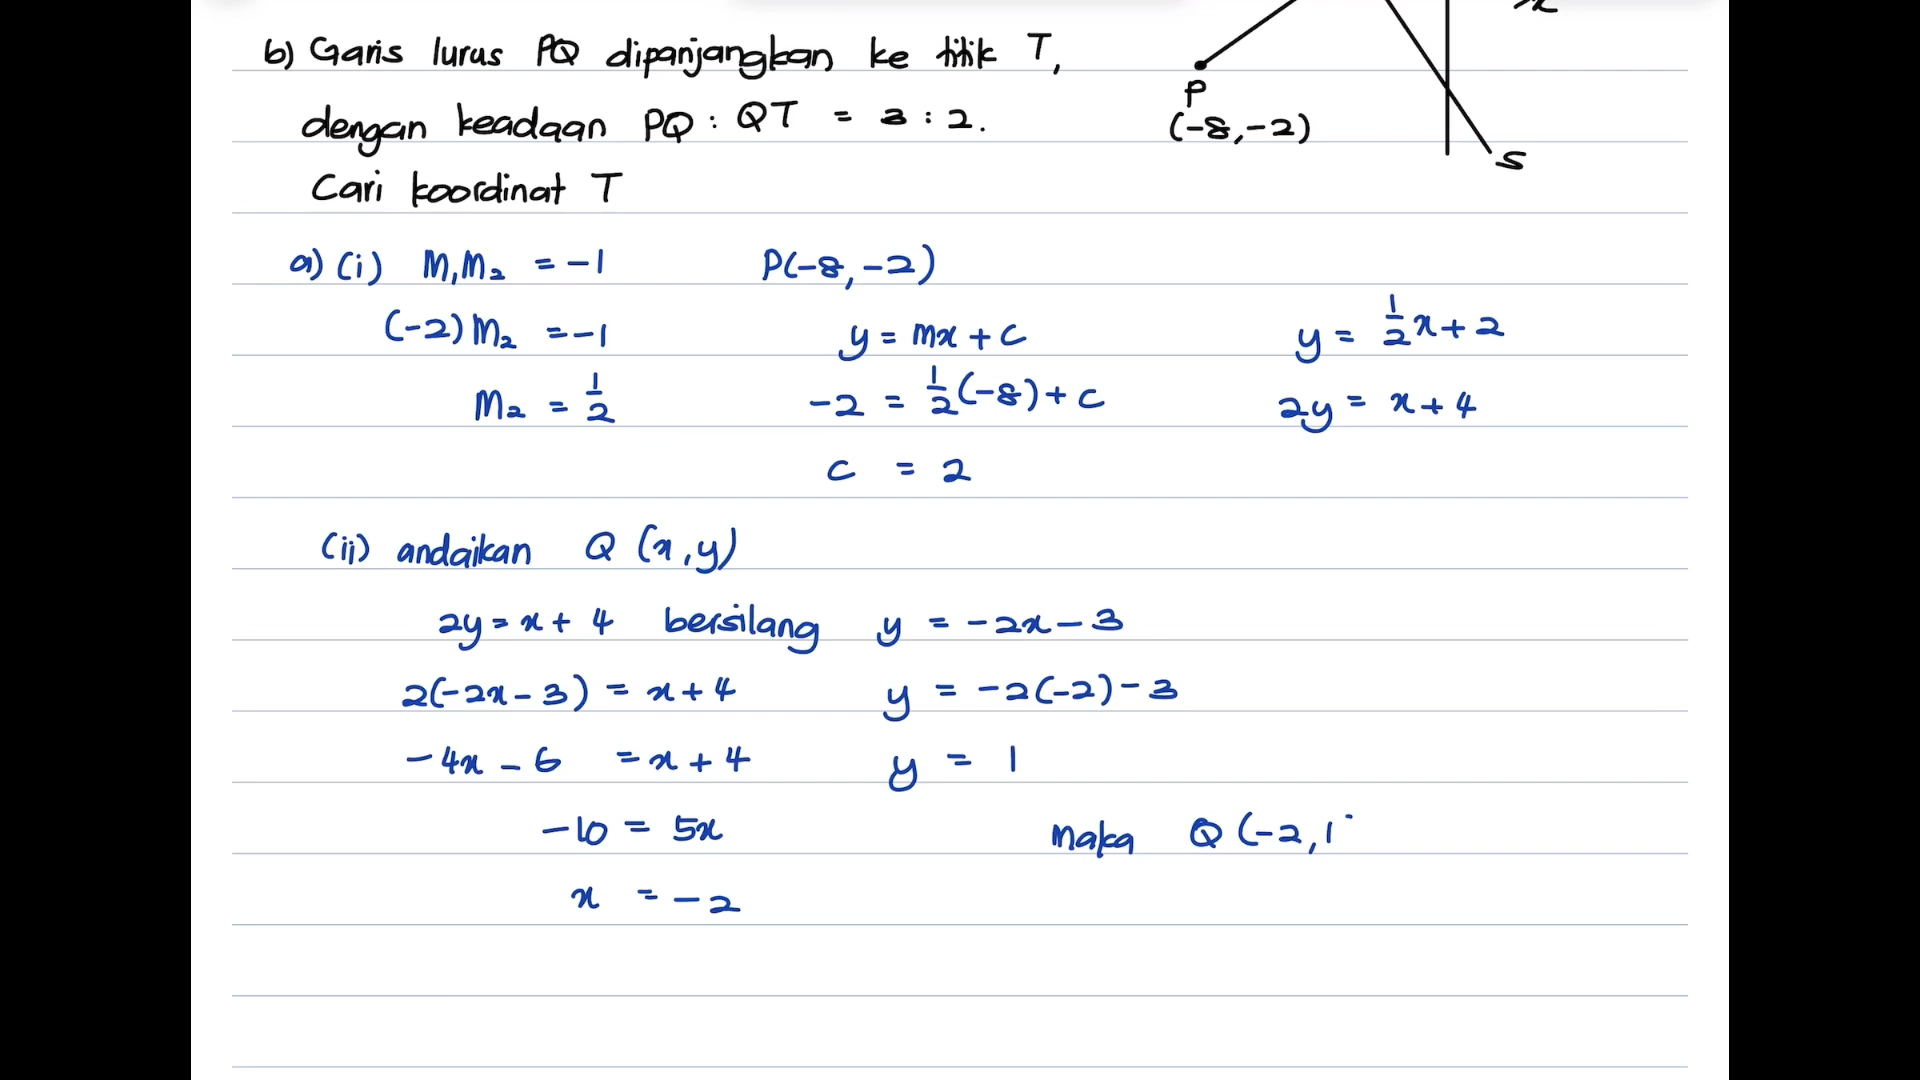 b) Garis lurus PQ dipanjangkan ke titik T,
dengan keadaan PQ : QT = 3 : 2.
Cari koordinat T
x
P
(-8,-2)
S
a) (i) M₁M₂ = -1
(-2)M₂ = -1
M₂ = 1/2
P(-8,-2)
y = mx + c
-2 = 1/2(-8) + c
c = 2
y = 1/2x + 2
2y = x + 4
(ii) andaikan Q (x,y)
2y = x + 4 bersilang y = -2x - 3
2(-2x - 3) = x + 4
-4x - 6 = x + 4
-10 = 5x
x = -2
y = -2(-2) - 3
y = 1
maka Q (-2,1